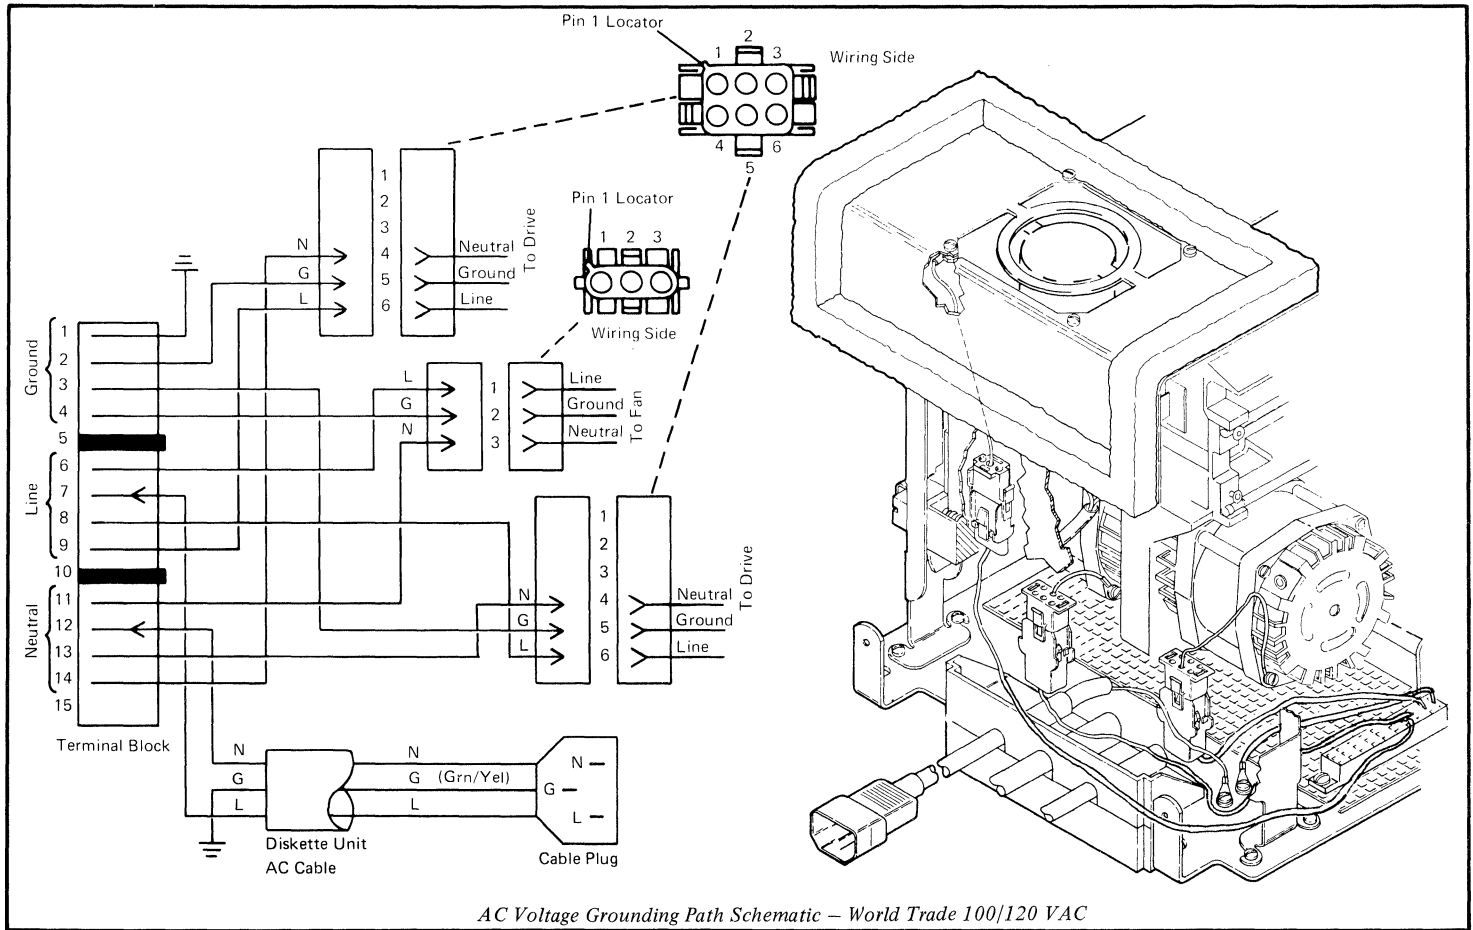 Pin 1 Locator
2
1 3
Wiring Side
4 6
5
Pin 1 Locator
1 2 3
Wiring Side
1
2
3
N 4 Neutral
G 5 Ground
L 6 Line
To Drive
Ground
1
2
3
4
5
Line
6
7
8
9
10
Neutral
11
12
13
14
15
Terminal Block
L 1 Line
G 2 Ground
N 3 Neutral
To Fan
1
2
3
N 4 Neutral
G 5 Ground
L 6 Line
To Drive
N N N
G G (Grn/Yel) G
L L L
Diskette Unit
AC Cable
Cable Plug
AC Voltage Grounding Path Schematic – World Trade 100/120 VAC